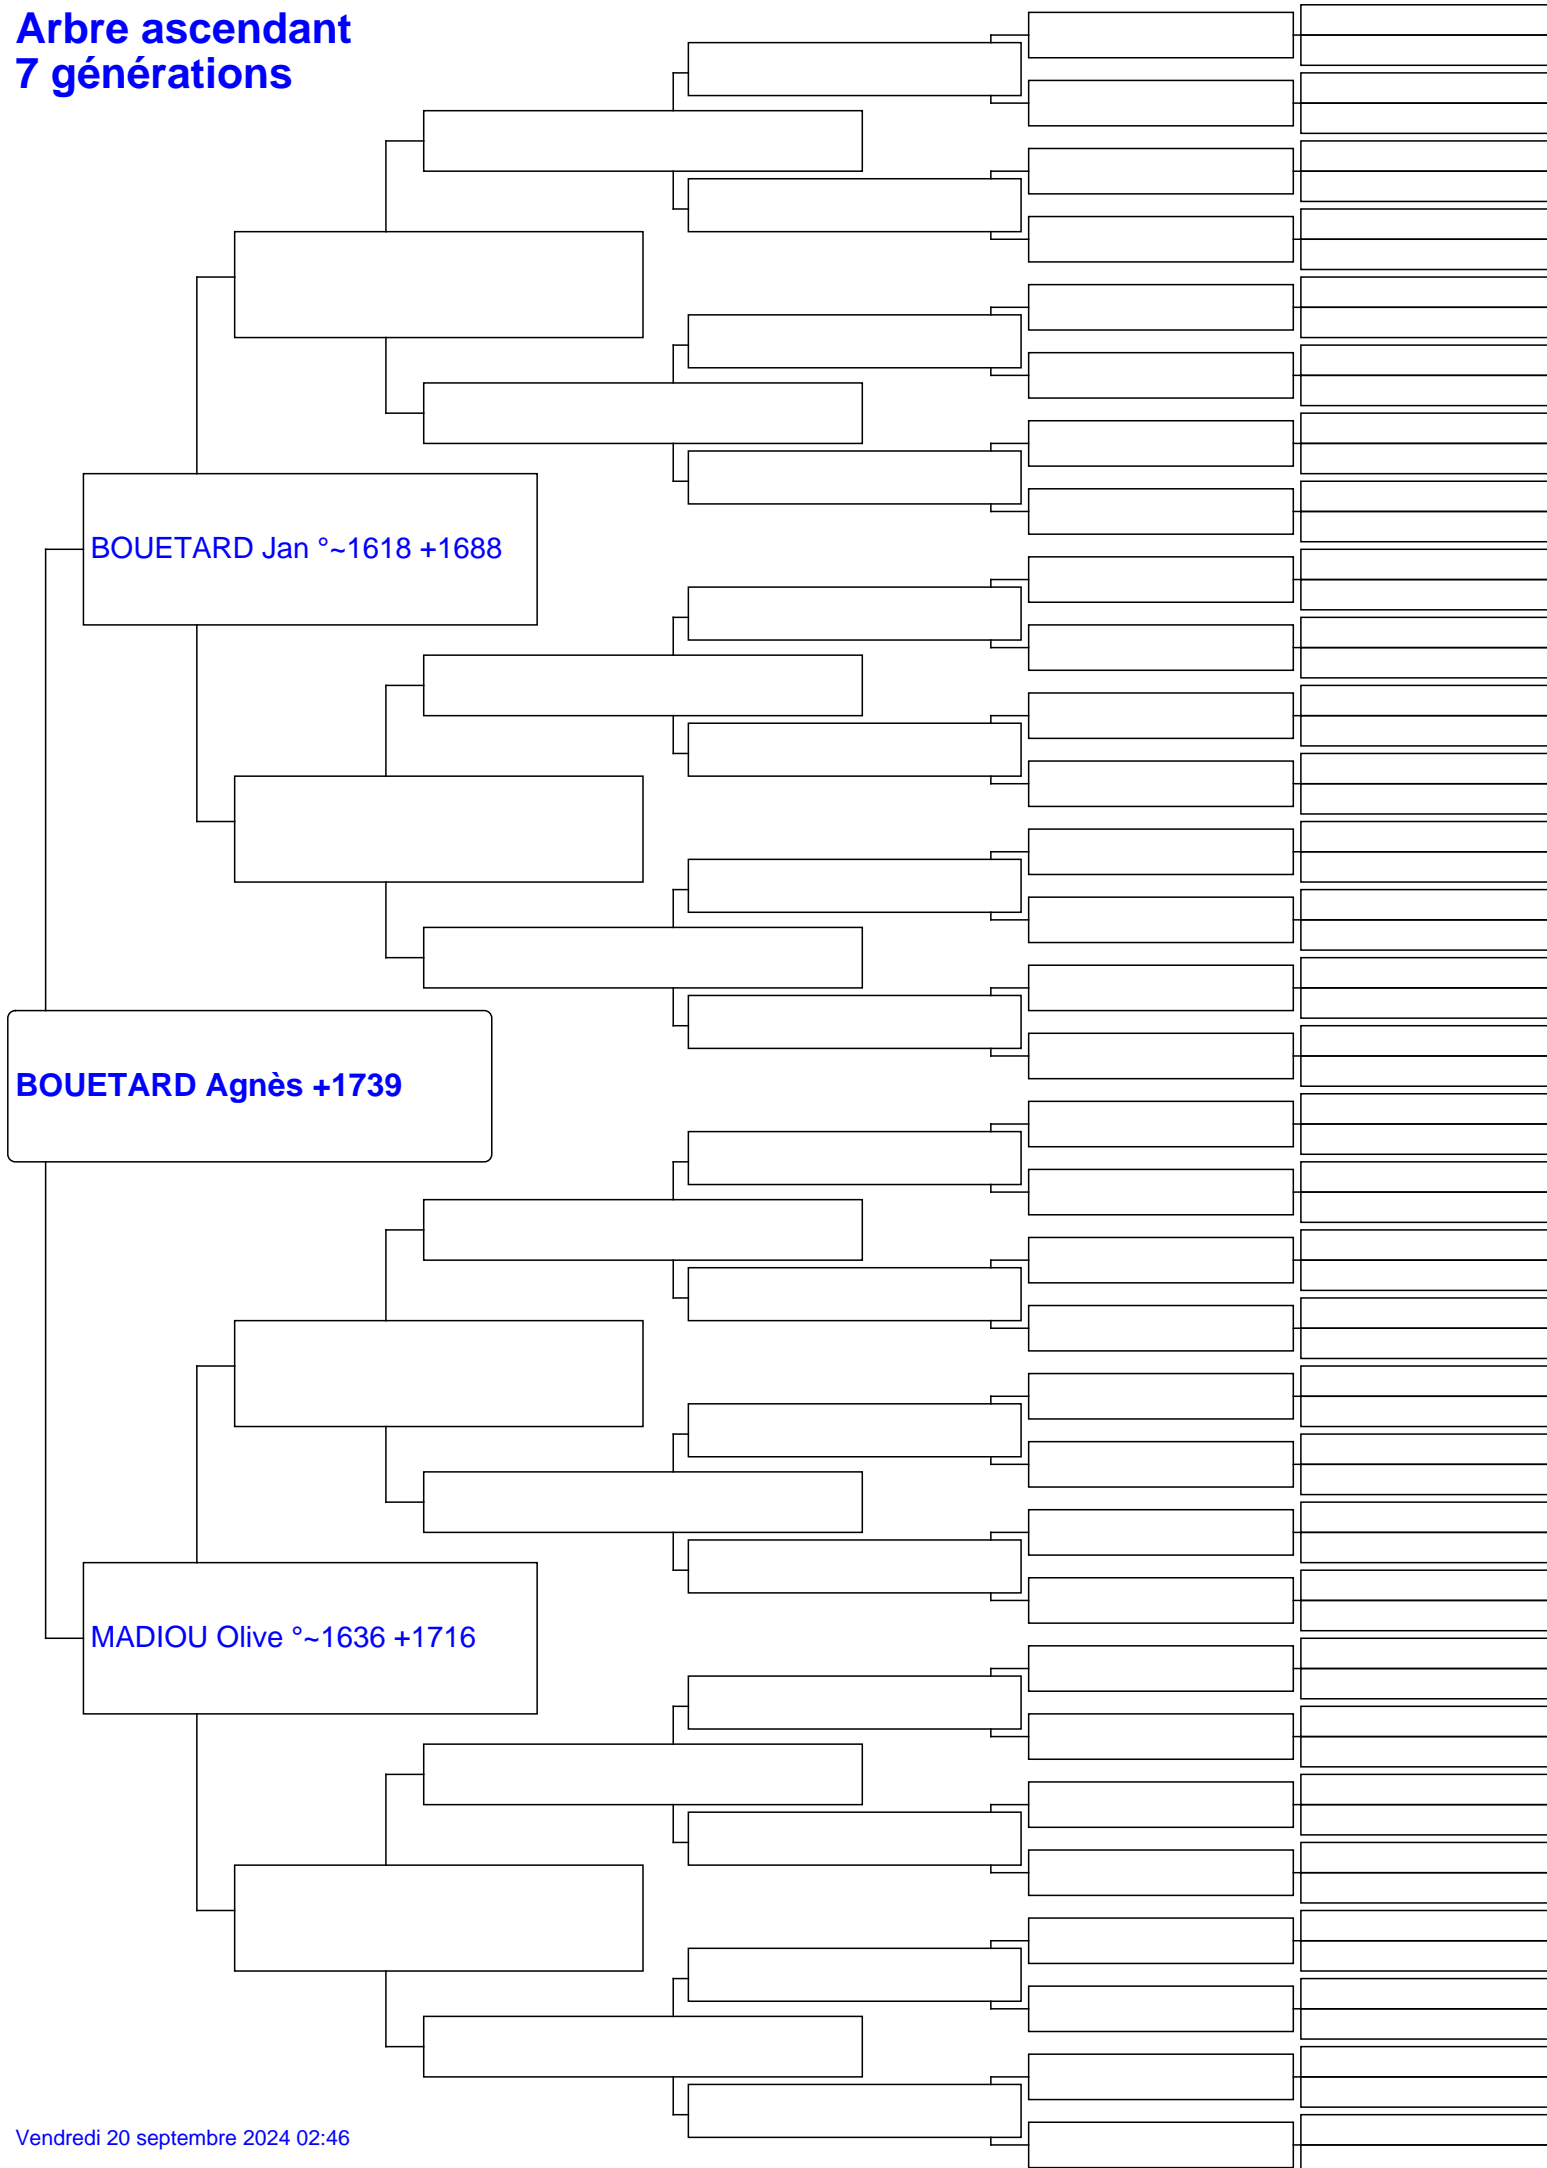 Arbre ascendant
7 générations
BOUETARD Jan °~1618 +1688
BOUETARD Agnès +1739
MADIOU Olive °~1636 +1716
Vendredi 20 septembre 2024 02:46